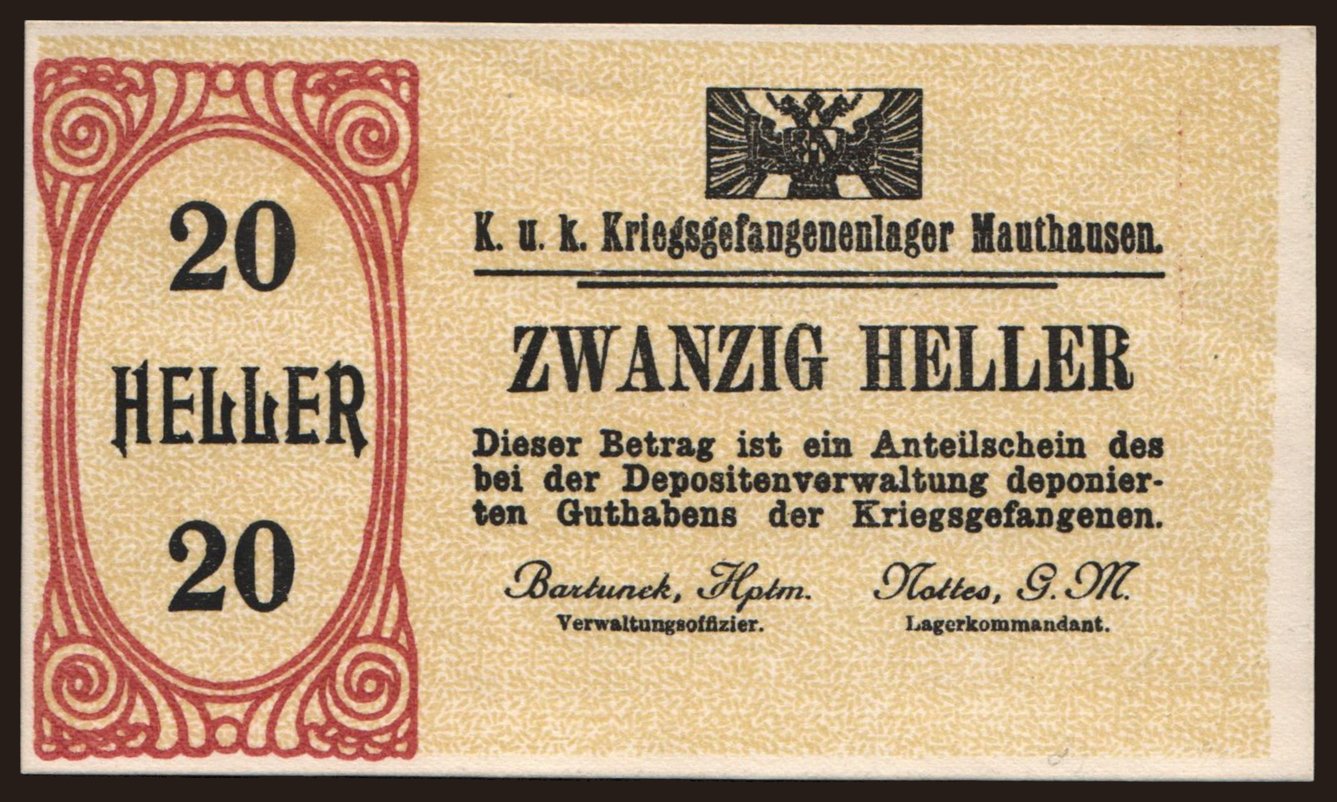 20
HELLER
20
K. u. k. Kriegsgefangenenlager Mauthausen.
ZWANZIG HELLER
Dieser Betrag ist ein Anteilschein des
bei der Depositenverwaltung deponier-
ten Guthabens der Kriegsgefangenen.
Bartunek, Hptm.
Verwaltungsoffizier.
Nottes, G. M.
Lagerkommandant.